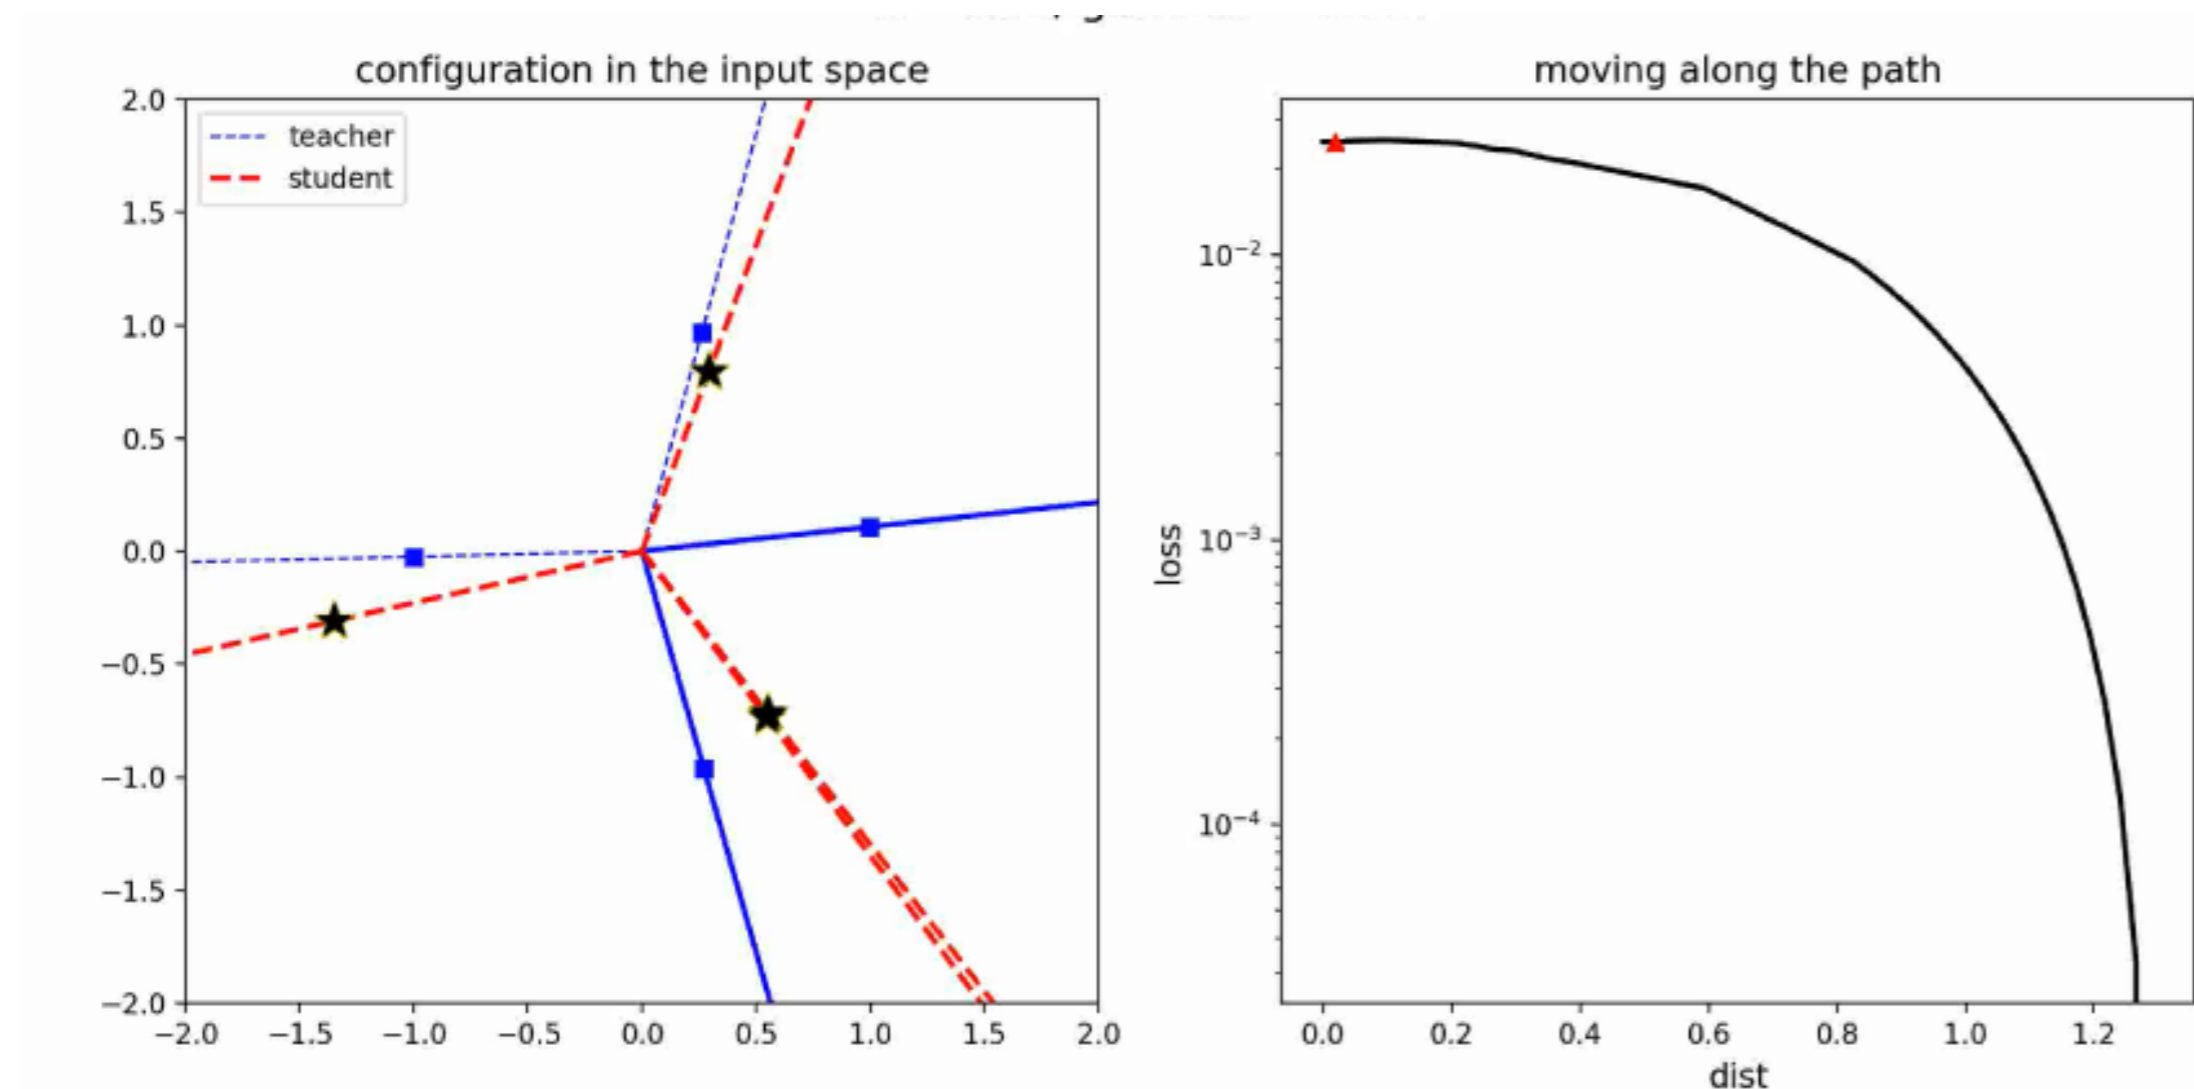 configuration in the input space
2.0
1.5
1.0
0.5
0.0
−0.5
−1.0
−1.5
−2.0
teacher
student
−2.0 −1.5 −1.0 −0.5 0.0 0.5 1.0 1.5 2.0
moving along the path
loss
10−2
10−3
10−4
0.0 0.2 0.4 0.6 0.8 1.0 1.2
dist